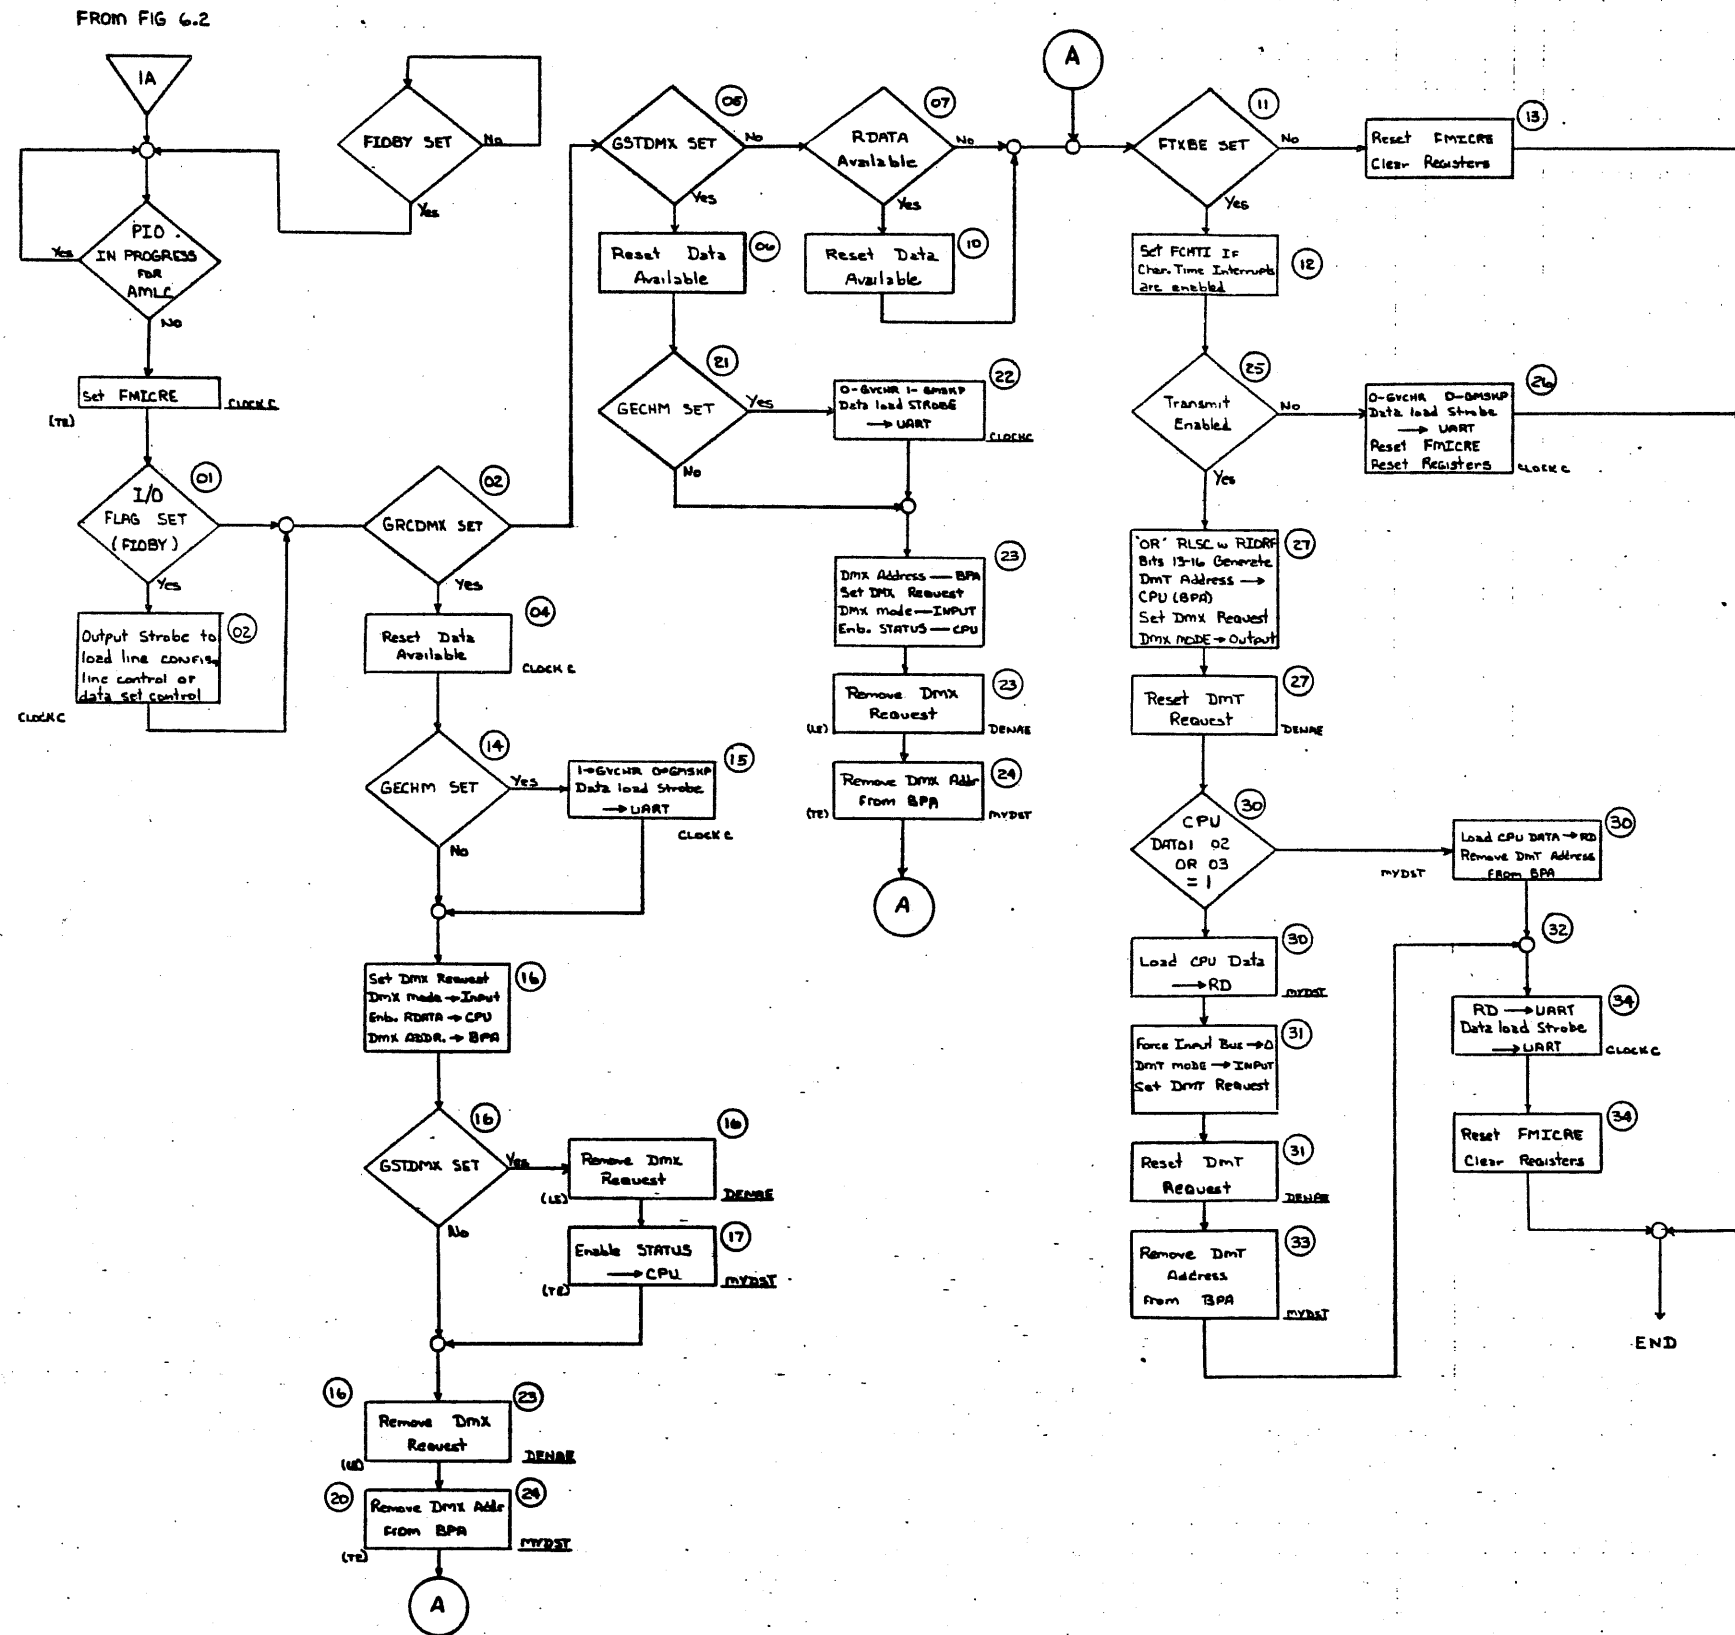 FROM FIG 6.2
1A
PIO
IN PROGRESS
FOR
AMLC
Yes
No
FIOBY SET
No
Yes
Set FMICRE
CLOCK C
(TE)
01
I/O
FLAG SET
(FIOBY)
Yes
02
Output Strobe to
load line CONFIG,
line control or
data set control
CLOCK C
02
GRCDMX SET
Yes
04
Reset Data
Available
CLOCK C
14
GECHM SET
Yes
No
15
1→GVCHR 0→GMSKP
Data load Strobe
→ UART
CLOCK C
16
Set DMX Request
DMX mode → Input
Enb. RDATA → CPU
DMX ADDR. → BPA
16
GSTDMX SET
Yes
No
16
Remove DMX
Request
(LE)
DENAE
17
Enable STATUS
→ CPU
(TE)
MYDST
16
23
Remove DMX
Request
(LE)
DENAE
20
24
Remove DMX Addr
From BPA
(TE)
MYDST
A
05
GSTDMX SET
No
Yes
06
Reset Data
Available
21
GECHM SET
Yes
No
22
0-GVCHR 1-GMSKP
Data load STROBE
→ UART
CLOCKC
23
DMX Address — BPA
Set DMX Request
DMX mode — INPUT
Enb. STATUS — CPU
23
Remove DMX
Request
(LE)
DENAE
24
Remove DMX Addr
From BPA
(TE)
MYDST
A
07
RDATA
Available
No
Yes
10
Reset Data
Available
A
11
FTXBE SET
No
Yes
13
Reset FMICRE
Clear Registers
12
Set FCHTI IF
Char. Time Interrupts
are enabled
25
Transmit
Enabled
No
Yes
26
0-GVCHR 0-GMSKP
Data load Strobe
→ UART
Reset FMICRE
Reset Registers
CLOCK C
27
'OR' RLSC w RIDRF
Bits 13-16 Generate
DMT Address →
CPU (BPA)
Set DMX Request
DMX MODE → Output
27
Reset DMT
Request
DENAE
30
CPU
DATA01 02
OR 03
= 1
MYDST
30
Load CPU DATA → RD
Remove DMT Address
FROM BPA
30
Load CPU Data
→ RD
MYDST
31
Force Input Bus → 0
DMT MODE → INPUT
Set DMT Request
31
Reset DMT
Request
DENAE
33
Remove DMT
Address
From BPA
MYDST
32
34
RD → UART
Data load Strobe
→ UART
CLOCK C
34
Reset FMICRE
Clear Registers
END